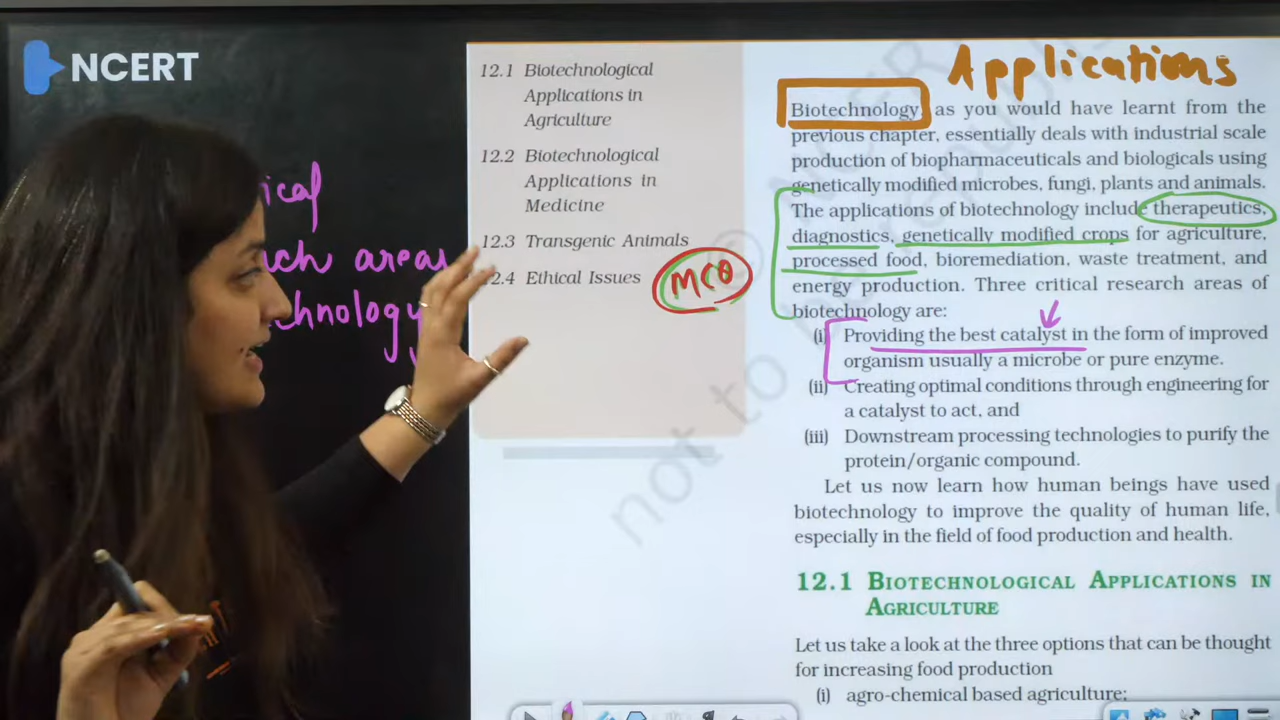 NCERT
ical
ch areas
chnology
12.1 Biotechnological
Applications in
Agriculture
12.2 Biotechnological
Applications in
Medicine
12.3 Transgenic Animals
2.4 Ethical Issues
MCQ
Applications
Biotechnology, as you would have learnt from the
previous chapter, essentially deals with industrial scale
production of biopharmaceuticals and biologicals using
genetically modified microbes, fungi, plants and animals.
The applications of biotechnology include therapeutics,
diagnostics, genetically modified crops for agriculture,
processed food, bioremediation, waste treatment, and
energy production. Three critical research areas of
biotechnology are:
(i) Providing the best catalyst in the form of improved
organism usually a microbe or pure enzyme.
(ii) Creating optimal conditions through engineering for
a catalyst to act, and
(iii) Downstream processing technologies to purify the
protein/organic compound.
Let us now learn how human beings have used
biotechnology to improve the quality of human life,
especially in the field of food production and health.
12.1 BIOTECHNOLOGICAL APPLICATIONS IN
AGRICULTURE
Let us take a look at the three options that can be thought
for increasing food production
(i) agro-chemical based agriculture;